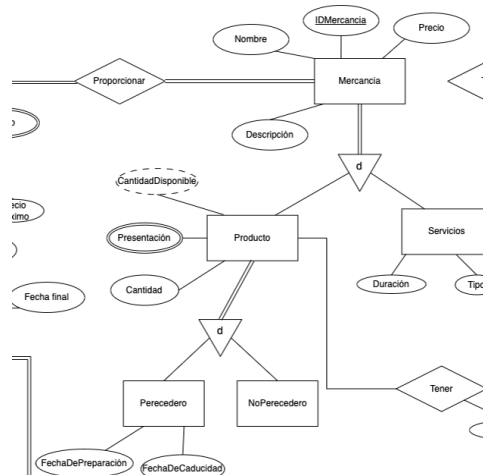 IDMercancia
Nombre
Precio
Proporcionar
Mercancia
Descripción
d
CantidadDisponible
Presentación
Producto
Servicios
Cantidad
Duración
Tipo
Fecha final
d
Perecedero
NoPerecedero
Tener
FechaDePreparación
FechaDeCaducidad